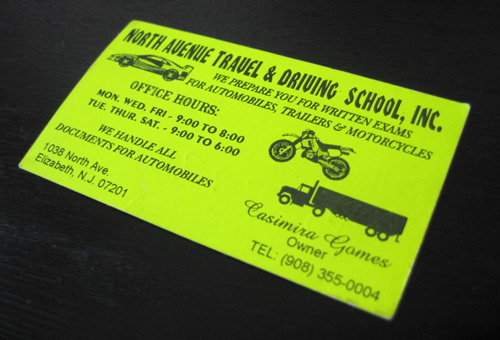 NORTH AVENUE TRAVEL & DRIVING SCHOOL, INC.
WE PREPARE YOU FOR WRITTEN EXAMS
FOR AUTOMOBILES, TRAILERS & MOTORCYCLES
OFFICE HOURS:
MON. WED, FRI - 9:00 TO 8:00
TUE, THUR. SAT. - 9:00 TO 6:00
WE HANDLE ALL
DOCUMENTS FOR AUTOMOBILES
1038 North Ave.
Elizabeth, N.J. 07201
Casimira Gomes
Owner
TEL: (908) 355-0004